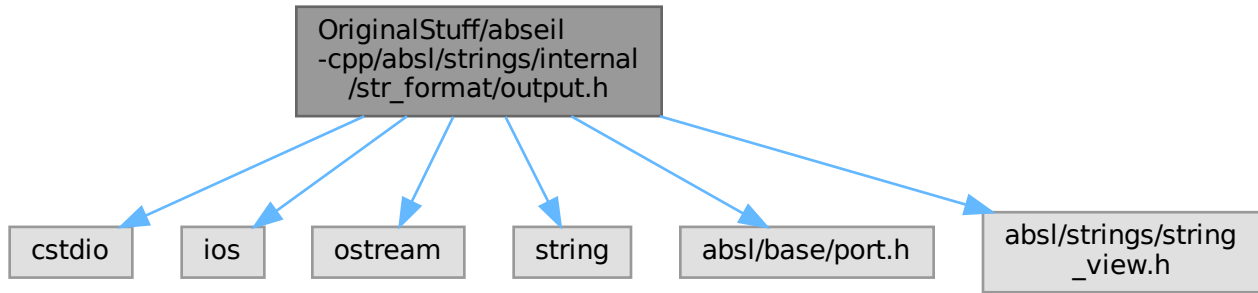 OriginalStuff/abseil
-cpp/absl/strings/internal
/str_format/output.h
cstdio
ios
ostream
string
absl/base/port.h
absl/strings/string
_view.h